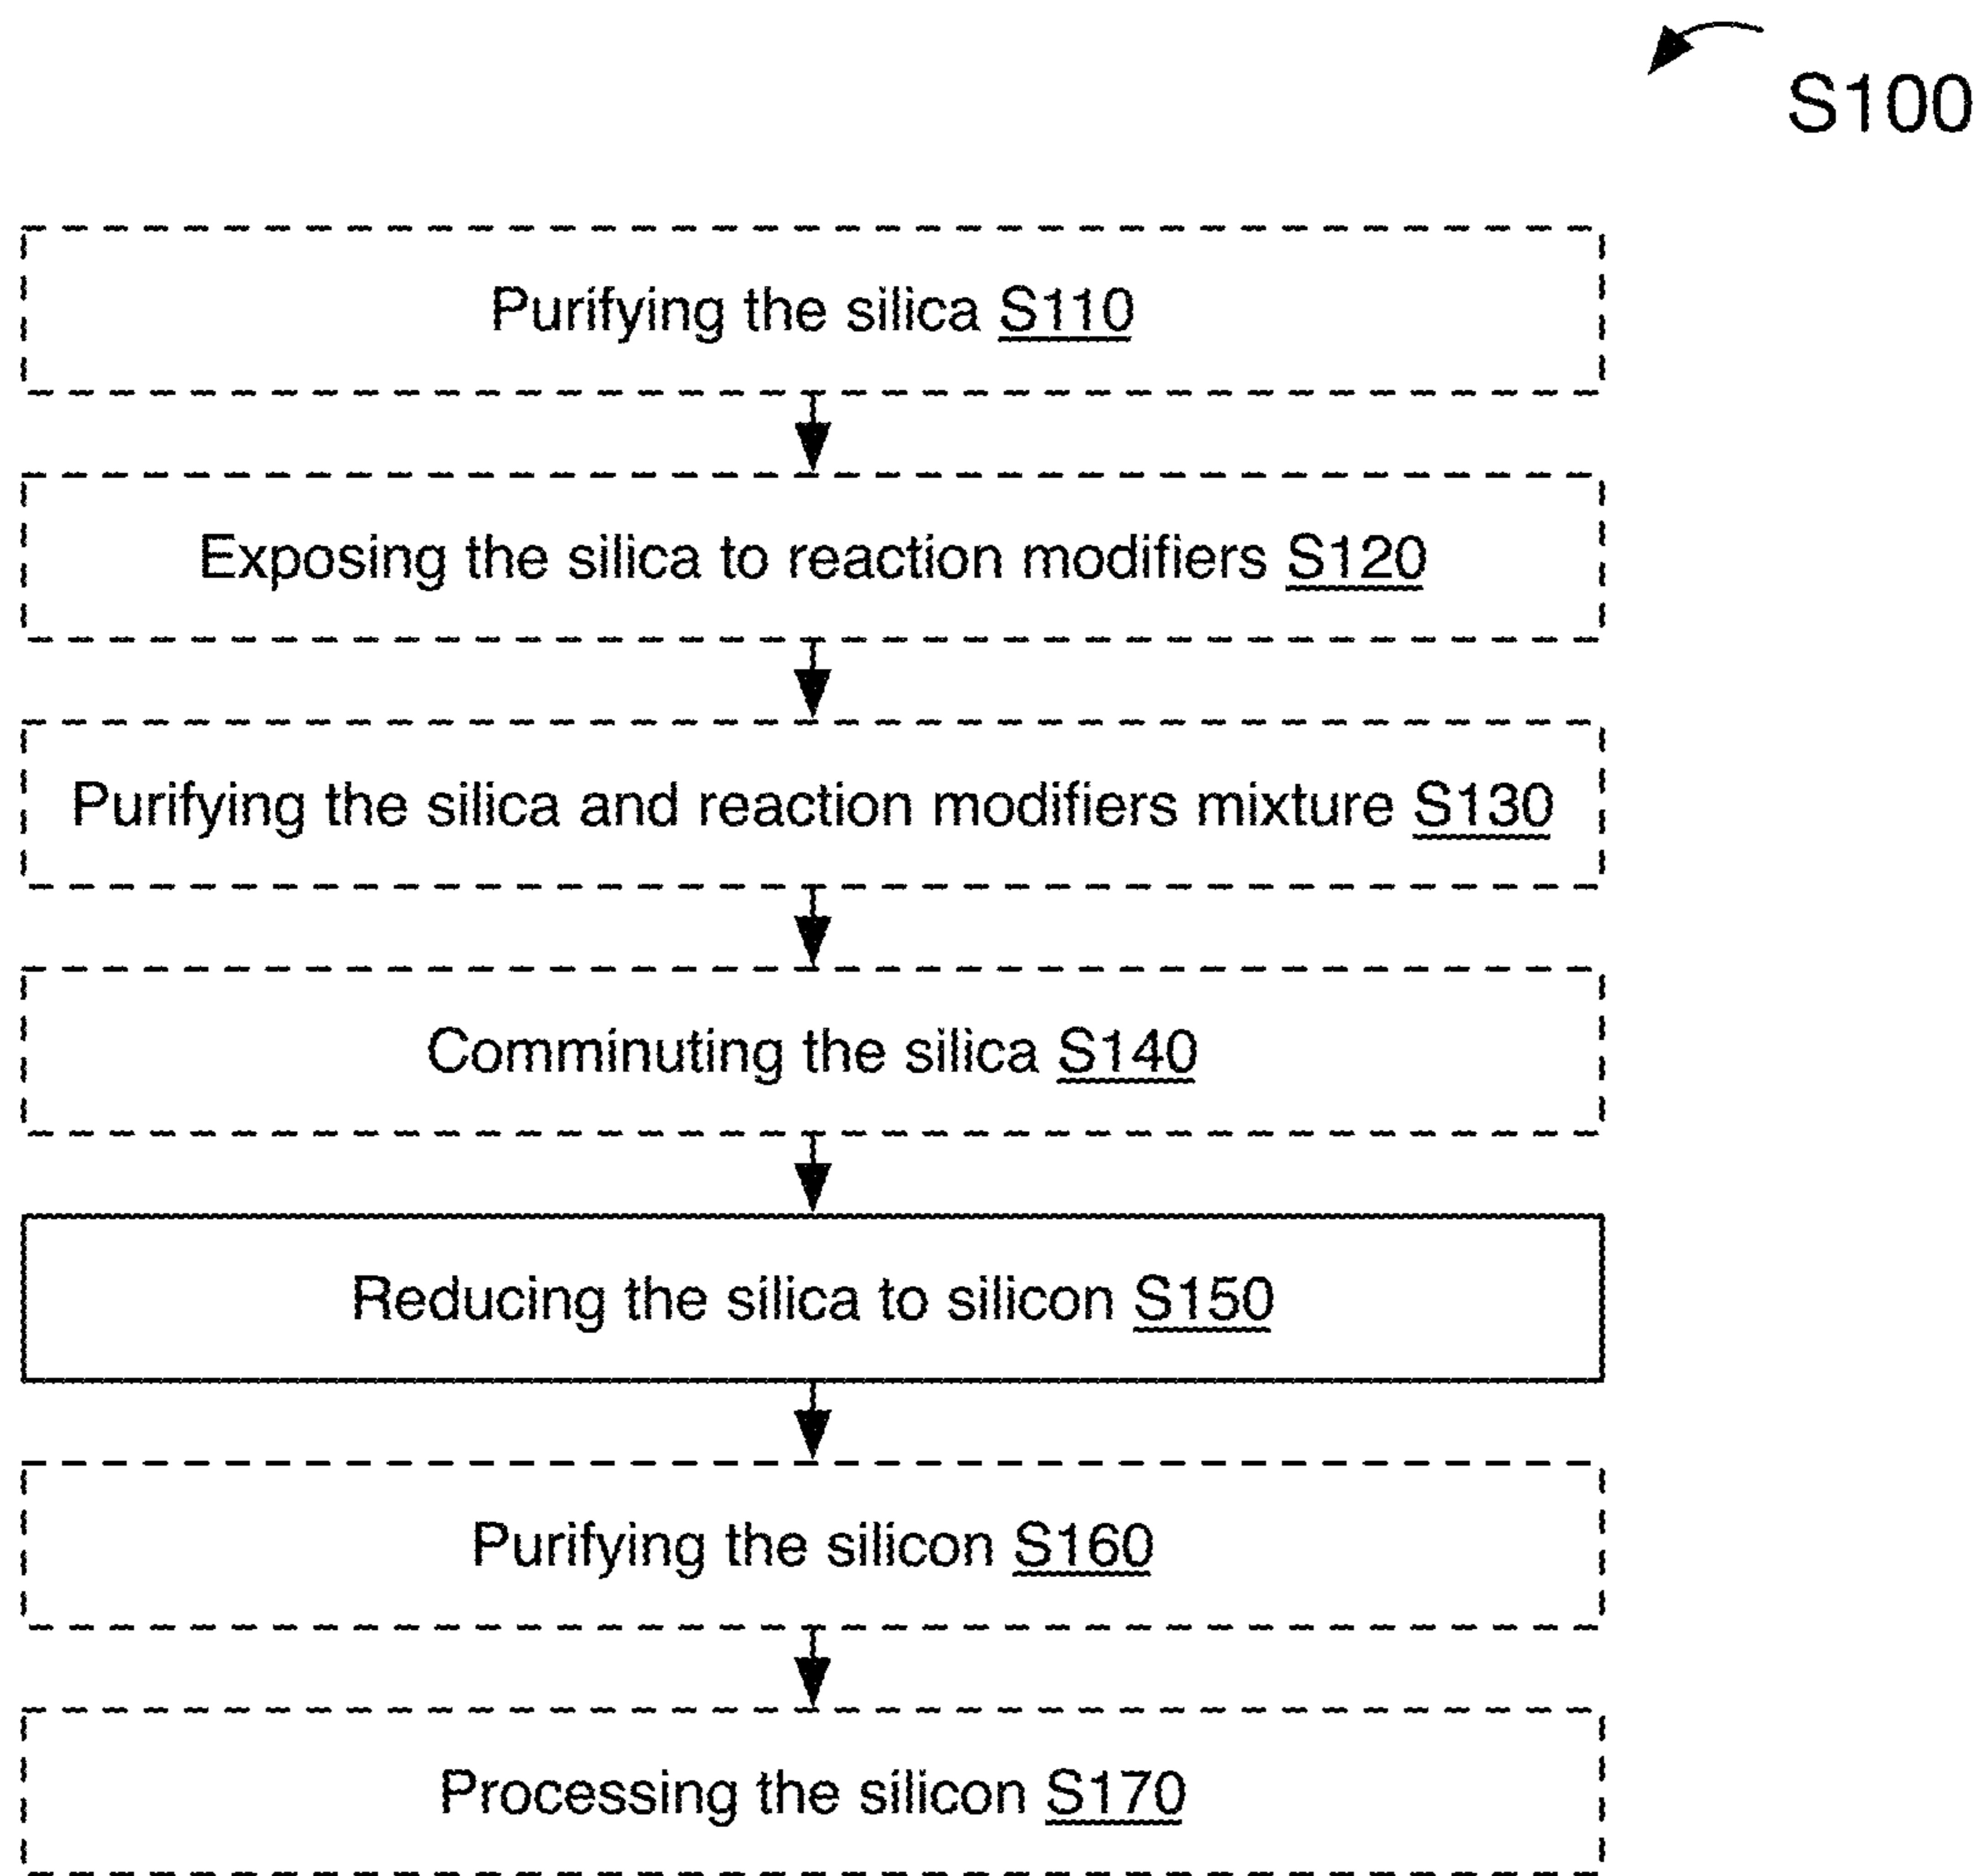 S100
Purifying the silica S110
Exposing the silica to reaction modifiers S120
Purifying the silica and reaction modifiers mixture S130
Comminuting the silica S140
Reducing the silica to silicon S150
Purifying the silicon S160
Processing the silicon S170